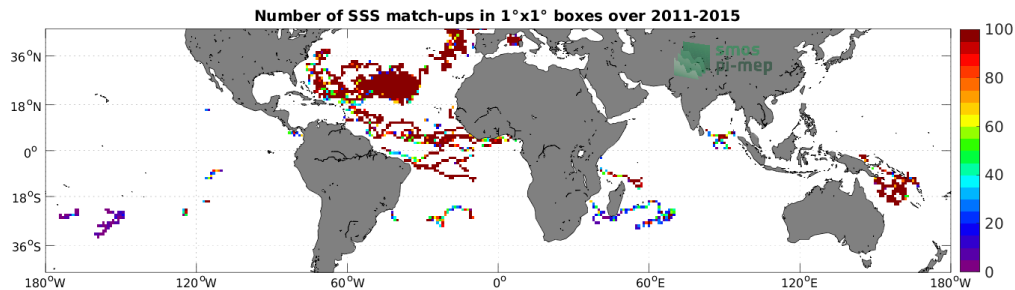 Number of SSS match-ups in 1°x1° boxes over 2011-2015
smos
pi-mep
36°N
18°N
0°
18°S
36°S
180°W
120°W
60°W
0°
60°E
120°E
180°W
100
80
60
40
20
0